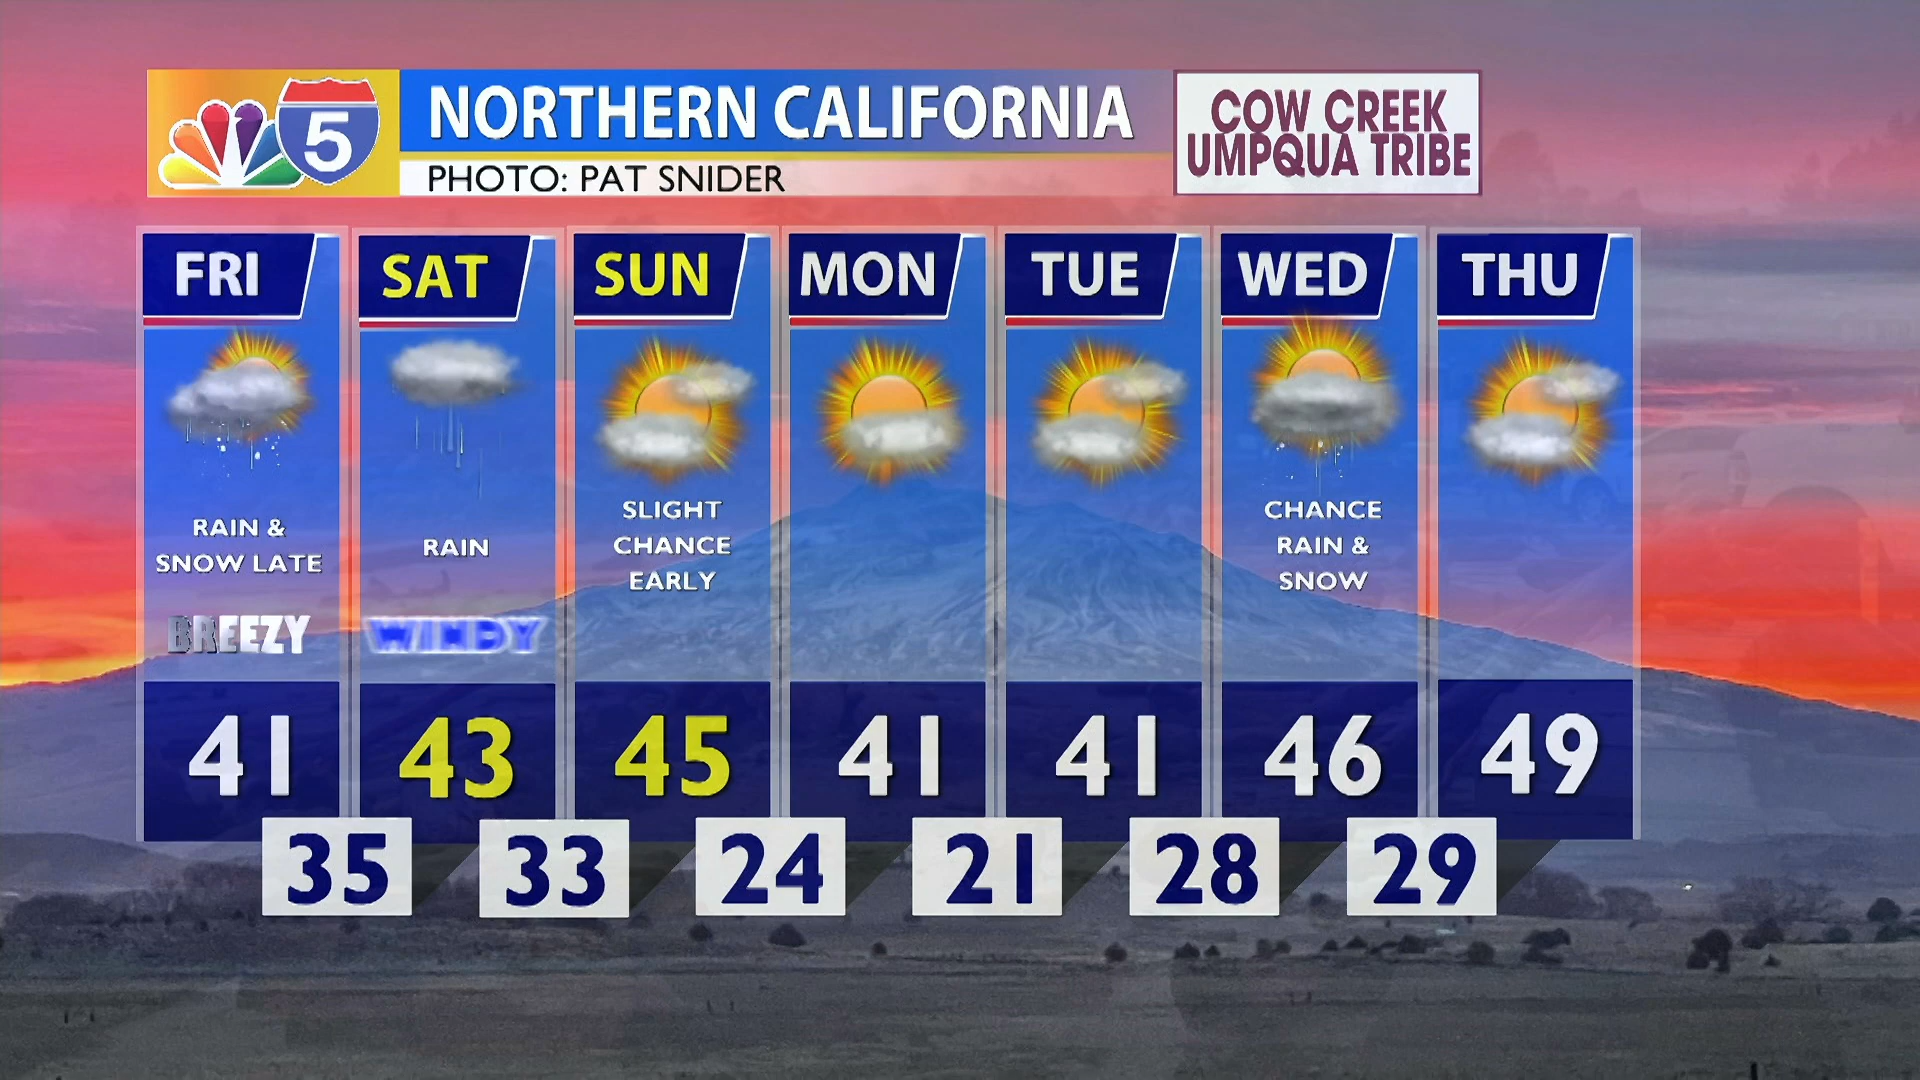 5
NORTHERN CALIFORNIA
PHOTO: PAT SNIDER
COW CREEK
UMPQUA TRIBE
FRI
RAIN &
SNOW LATE
BREEZY
41
SAT
RAIN
WINDY
43
SUN
SLIGHT
CHANCE
EARLY
45
MON
41
TUE
41
WED
CHANCE
RAIN &
SNOW
46
THU
49
35
33
24
21
28
29